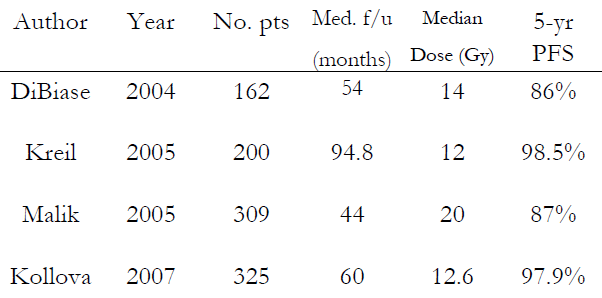 Author Year No. pts Med. f/u (months) Median Dose (Gy) 5-yr PFS
DiBiase 2004 162 54 14 86%
Kreil 2005 200 94.8 12 98.5%
Malik 2005 309 44 20 87%
Kollova 2007 325 60 12.6 97.9%